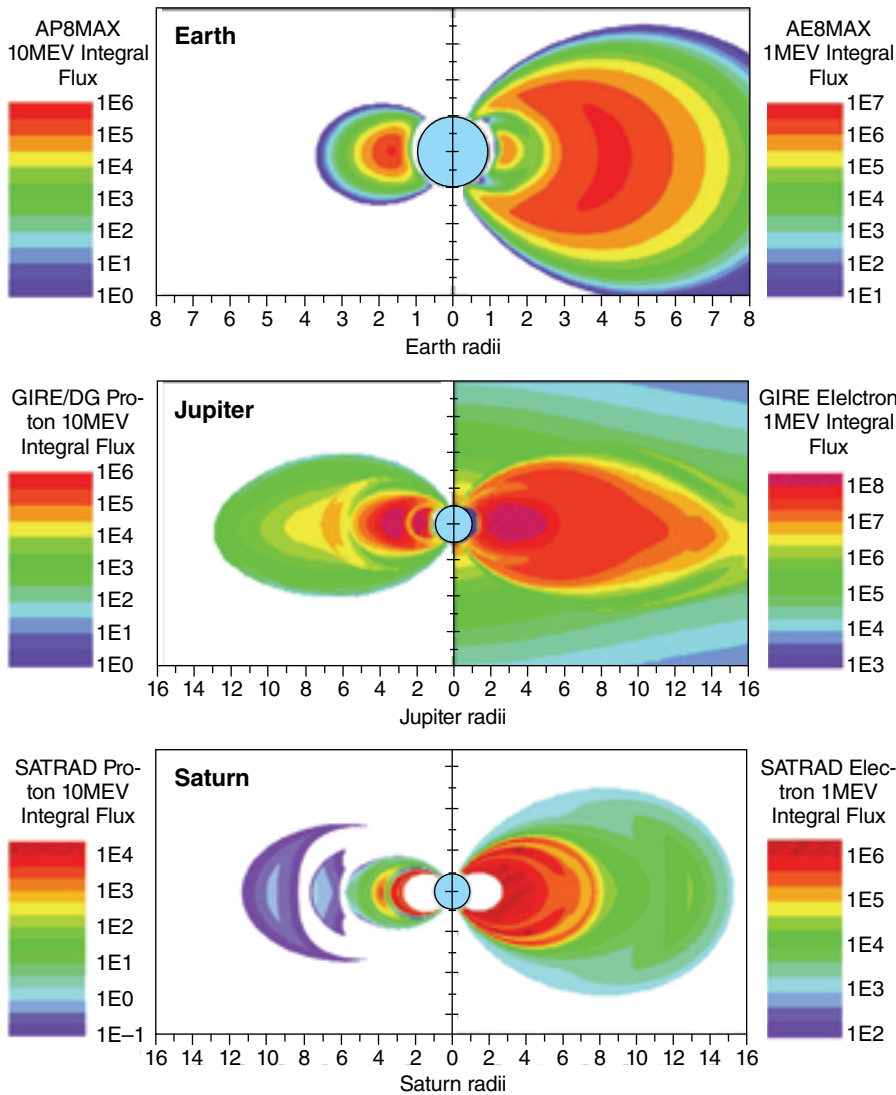 AP8MAX
10MEV Integral
Flux
1E6
1E5
1E4
1E3
1E2
1E1
1E0
Earth
AE8MAX
1MEV Integral
Flux
1E7
1E6
1E5
1E4
1E3
1E2
1E1
8 7 6 5 4 3 2 1 0 1 2 3 4 5 6 7 8
Earth radii
GIRE/DG Pro-
ton 10MEV
Integral Flux
1E6
1E5
1E4
1E3
1E2
1E1
1E0
Jupiter
GIRE Elelctron
1MEV Integral
Flux
1E8
1E7
1E6
1E5
1E4
1E3
16 14 12 10 8 6 4 2 0 2 4 6 8 10 12 14 16
Jupiter radii
SATRAD Pro-
ton 10MEV
Integral Flux
1E4
1E3
1E2
1E1
1E0
1E–1
Saturn
SATRAD Elec-
tron 1MEV
Integral Flux
1E6
1E5
1E4
1E3
1E2
16 14 12 10 8 6 4 2 0 2 4 6 8 10 12 14 16
Saturn radii